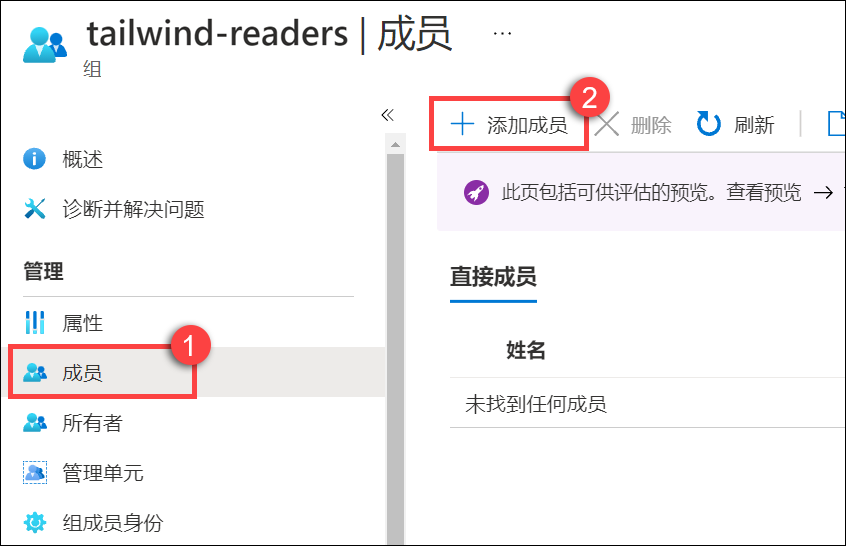 tailwind-readers | 成员 ...
组
«
概述
诊断并解决问题
管理
属性
成员
1
所有者
管理单元
组成员身份
添加成员
2
删除
刷新
此页包括可供评估的预览。查看预览 →
直接成员
姓名
未找到任何成员